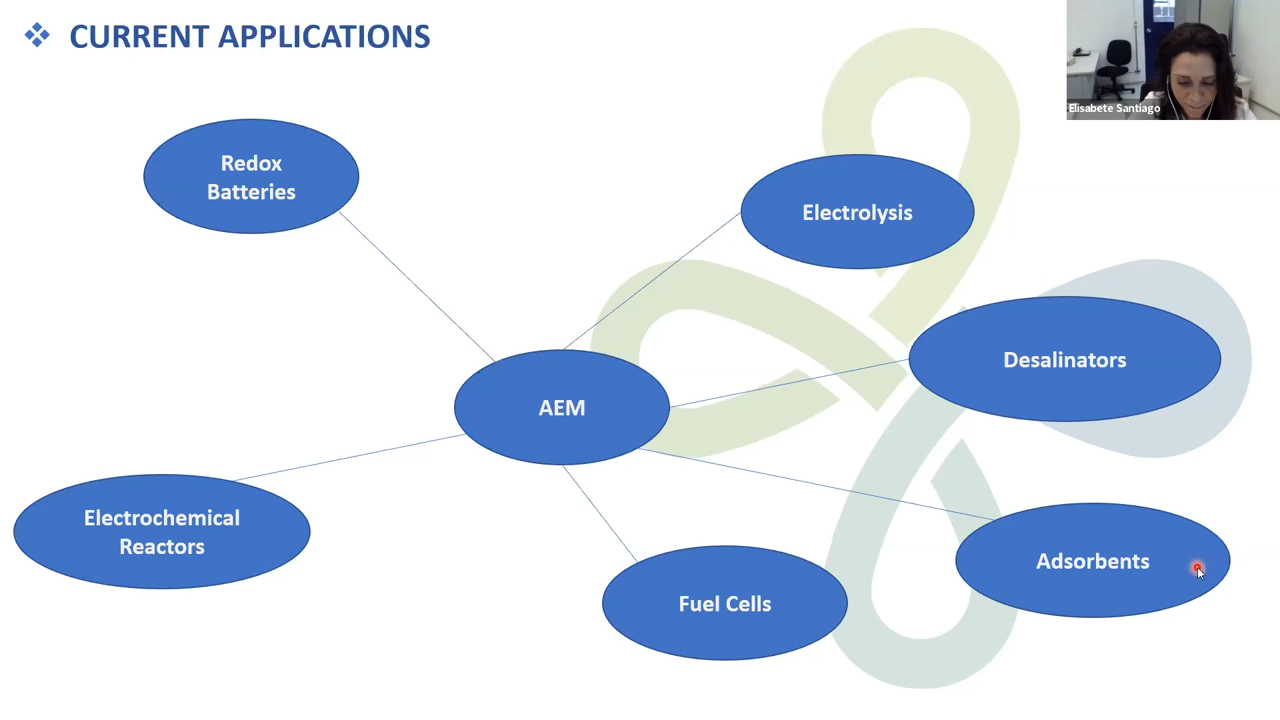 CURRENT APPLICATIONS
Elisabete Santiago
Redox
Batteries
Electrolysis
Desalinators
AEM
Electrochemical
Reactors
Adsorbents
Fuel Cells